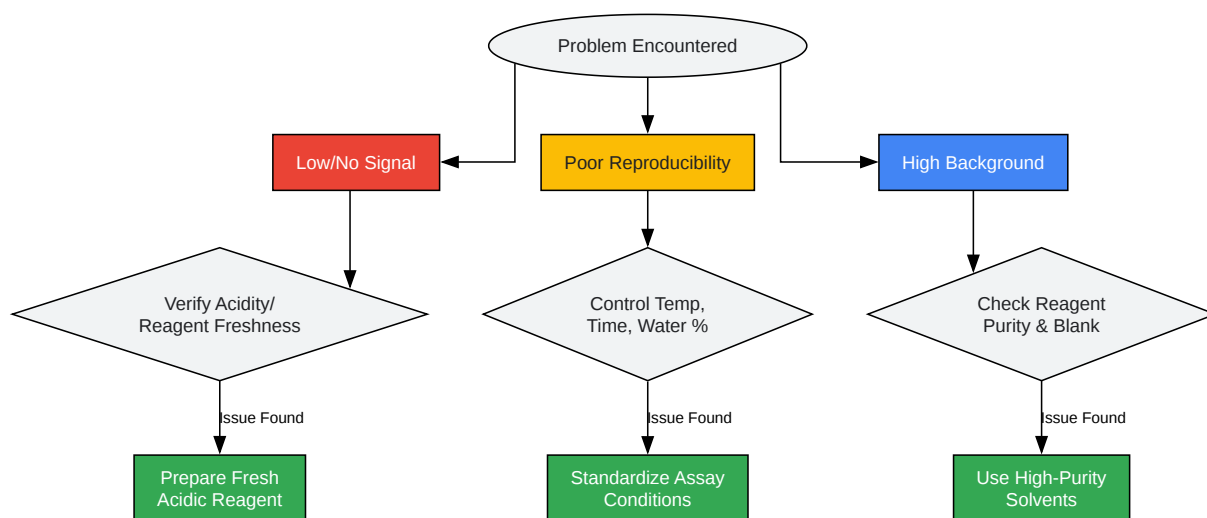 Problem Encountered
Low/No Signal
Poor Reproducibility
High Background
Verify Acidity/
Reagent Freshness
Control Temp,
Time, Water %
Check Reagent
Purity & Blank
Issue Found
Issue Found
Issue Found
Prepare Fresh
Acidic Reagent
Standardize Assay
Conditions
Use High-Purity
Solvents